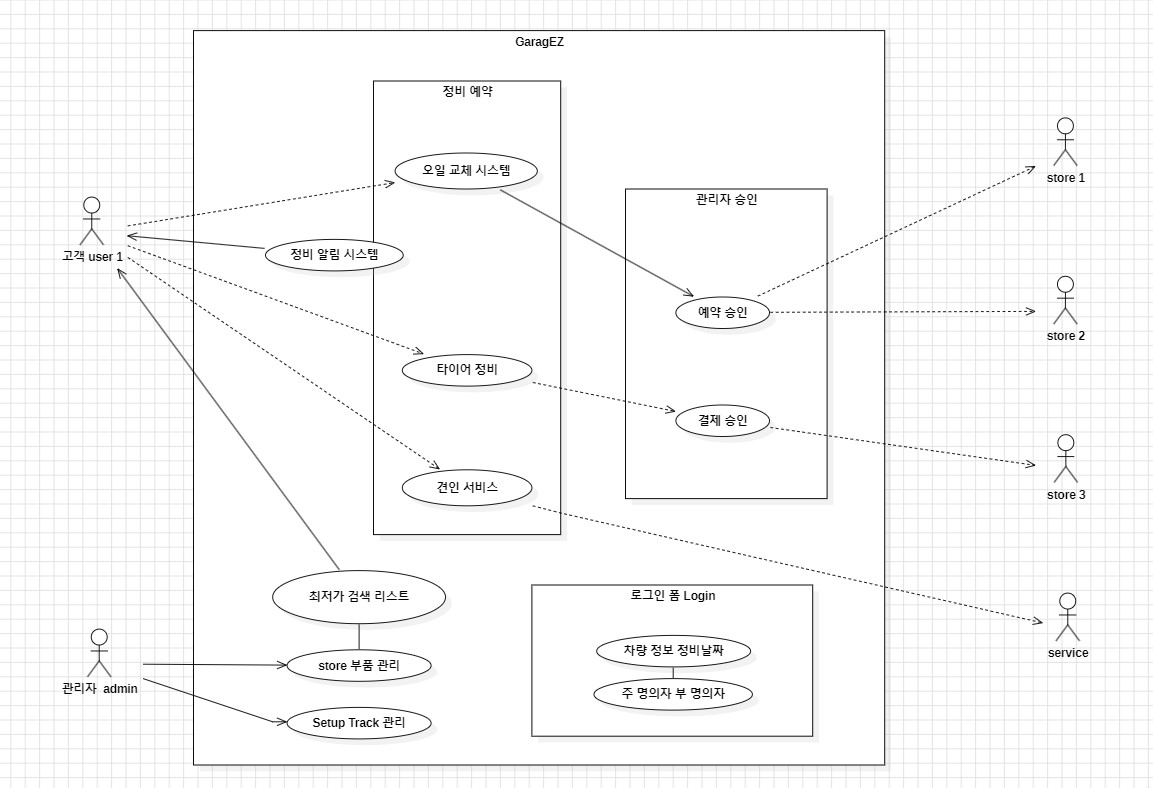 GaragEZ
정비 예약
오일 교체 시스템
관리자 승인
store 1
고객 user 1
정비 알림 시스템
예약 승인
store 2
타이어 정비
결제 승인
견인 서비스
store 3
최저가 검색 리스트
로그인 폼 Login
차량 정보 정비날짜
service
관리자 admin
store 부품 관리
주 명의자 부 명의자
Setup Track 관리